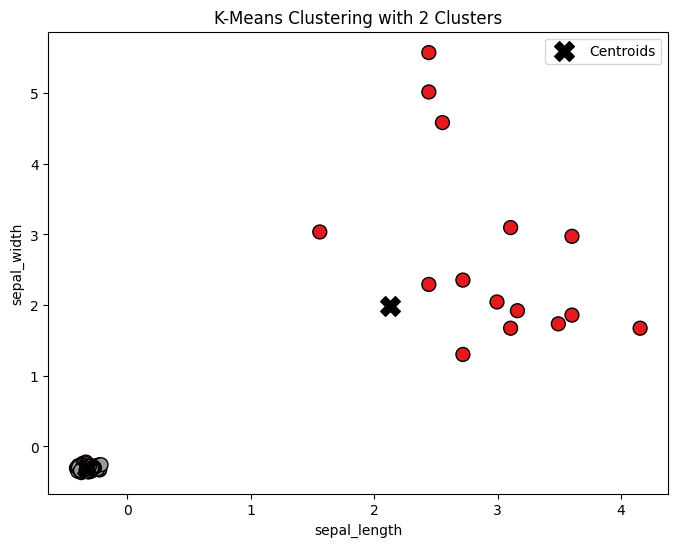 K-Means Clustering with 2 Clusters
Centroids
sepal_width
5
4
3
2
1
0
0 1 2 3 4
sepal_length